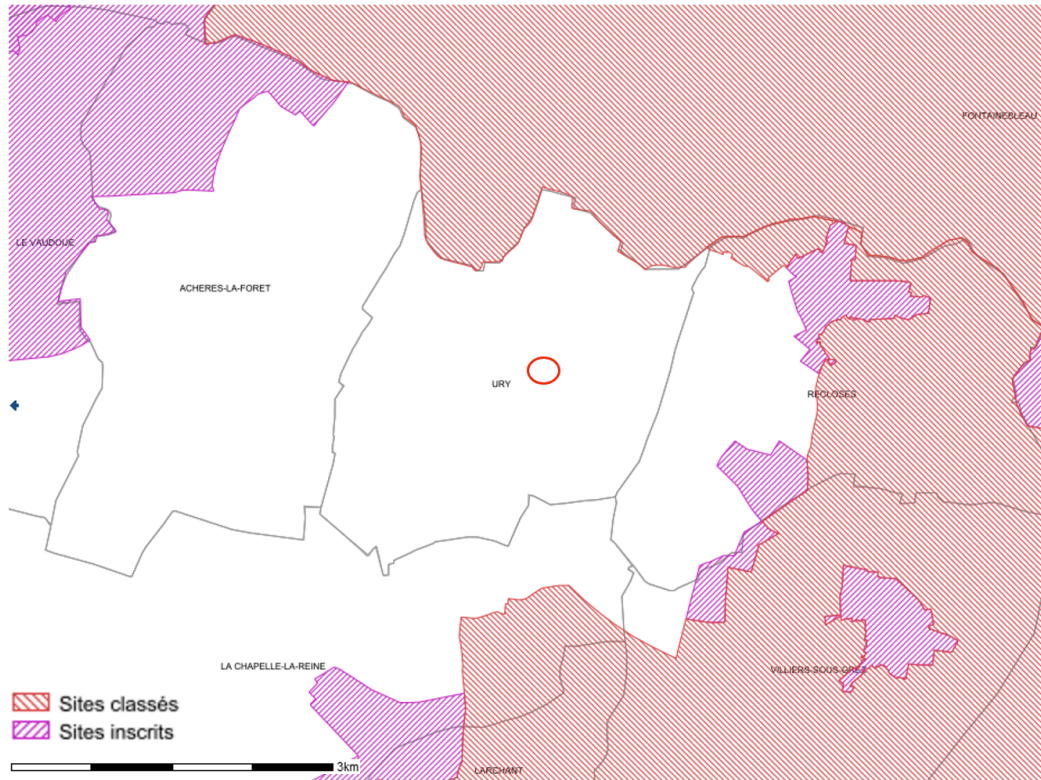 FONTAINEBLEAU
LE VAUDOUE
ACHERES-LA-FORET
URY
RECLOSES
LA CHAPELLE-LA-REINE
VILLIERS-SOUS-GREZ
Sites classés
Sites inscrits
3km
LARCHANT